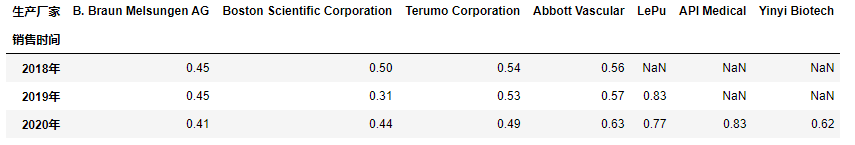 生产厂家 B. Braun Melsungen AG Boston Scientific Corporation Terumo Corporation Abbott Vascular LePu API Medical Yinyi Biotech
销售时间
2018年 0.45 0.50 0.54 0.56 NaN NaN NaN
2019年 0.45 0.31 0.53 0.57 0.83 NaN NaN
2020年 0.41 0.44 0.49 0.63 0.77 0.83 0.62